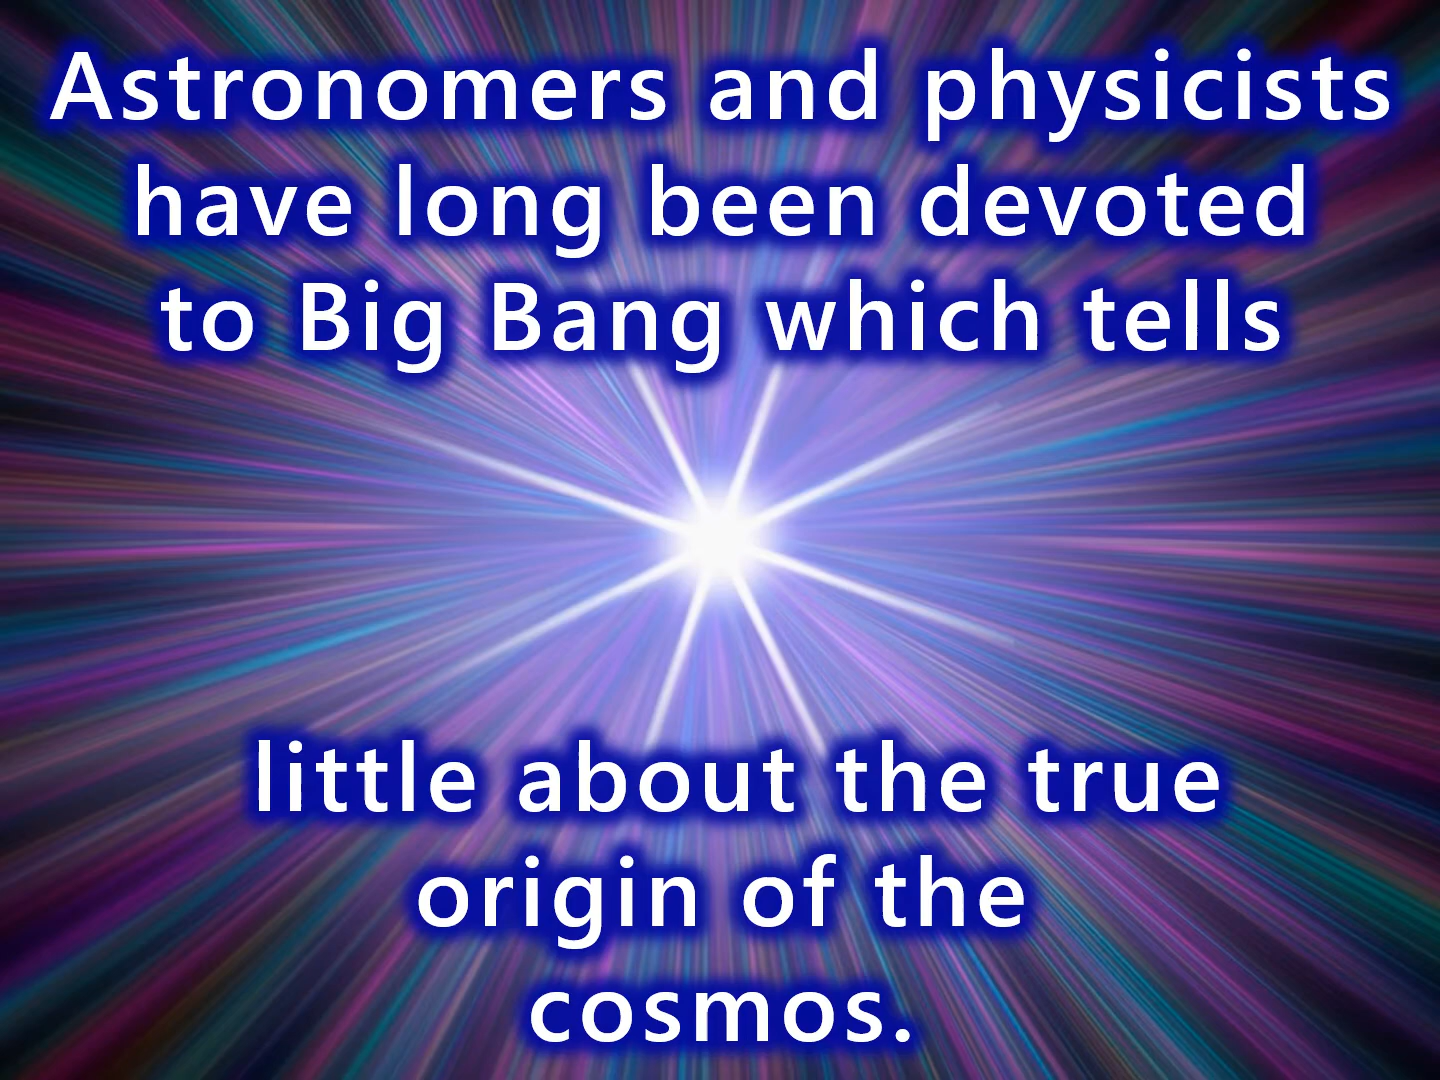 Astronomers and physicists
have long been devoted
to Big Bang which tells
little about the true
origin of the
cosmos.